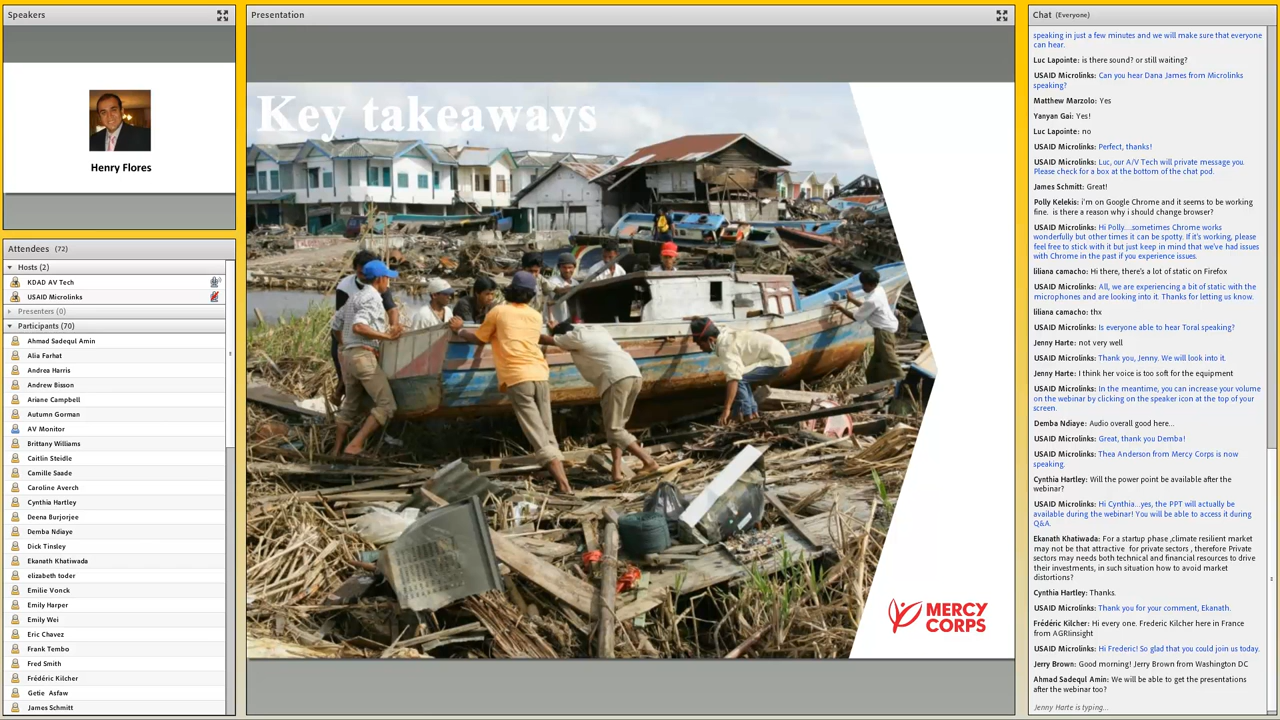 Speakers
Henry Flores
Attendees (72)
Hosts (2)
KDAD AV Tech
USAID Microlinks
Presenters (0)
Participants (70)
Ahmad Sadequl Amin
Alia Farhat
Andrea Harris
Andrew Bisson
Ariane Campbell
Autumn Gorman
AV Monitor
Brittany Williams
Caitlin Steidle
Camille Saade
Caroline Averch
Cynthia Hartley
Deena Burjorjee
Demba Ndiaye
Dick Tinsley
Ekanath Khatiwada
elizabeth toder
Emilie Vonck
Emily Harper
Emily Wei
Eric Chavez
Frank Tembo
Fred Smith
Frédéric Kilcher
Getie Asfaw
James Schmitt
Presentation
Key takeaways
MERCY
CORPS
Chat (Everyone)
speaking in just a few minutes and we will make sure that everyone
can hear.
Luc Lapointe: is there sound? or still waiting?
USAID Microlinks: Can you hear Dana James from Microlinks
speaking?
Matthew Marzolo: Yes
Yanyan Gai: Yes!
Luc Lapointe: no
USAID Microlinks: Perfect, thanks!
USAID Microlinks: Luc, our A/V Tech will private message you.
Please check for a box at the bottom of the chat pod.
James Schmitt: Great!
Polly Kelekis: i'm on Google Chrome and it seems to be working
fine. is there a reason why i should change browser?
USAID Microlinks: Hi Polly....sometimes Chrome works
wonderfully but other times it can be spotty. If it's working, please
feel free to stick with it but just keep in mind that we've had issues
with Chrome in the past if you experience issues.
liliana camacho: Hi there, there's a lot of static on Firefox
USAID Microlinks: All, we are experiencing a bit of static with the
microphones and are looking into it. Thanks for letting us know.
liliana camacho: thx
USAID Microlinks: Is everyone able to hear Toral speaking?
Jenny Harte: not very well
USAID Microlinks: Thank you, Jenny. We will look into it.
Jenny Harte: I think her voice is too soft for the equipment
USAID Microlinks: In the meantime, you can increase your volume
on the webinar by clicking on the speaker icon at the top of your
screen.
Demba Ndiaye: Audio overall good here...
USAID Microlinks: Great, thank you Demba!
USAID Microlinks: Thea Anderson from Mercy Corps is now
speaking.
Cynthia Hartley: Will the power point be available after the
webinar?
USAID Microlinks: Hi Cynthia...yes, the PPT will actually be
available during the webinar! You will be able to access it during
Q&A.
Ekanath Khatiwada: For a startup phase ,climate resilient market
may not be that attractive for private sectors , therefore Private
sectors may needs both technical and financial resources to drive
their investments, in such situation how to avoid market
distortions?
Cynthia Hartley: Thanks.
USAID Microlinks: Thank you for your comment, Ekanath.
Frédéric Kilcher: Hi every one. Frederic Kilcher here in France
from AGRIinsight
USAID Microlinks: Hi Frederic! So glad that you could join us today.
Jerry Brown: Good morning! Jerry Brown from Washington DC
Ahmad Sadequl Amin: We will be able to get the presentations
after the webinar too?
Jenny Harte is typing...